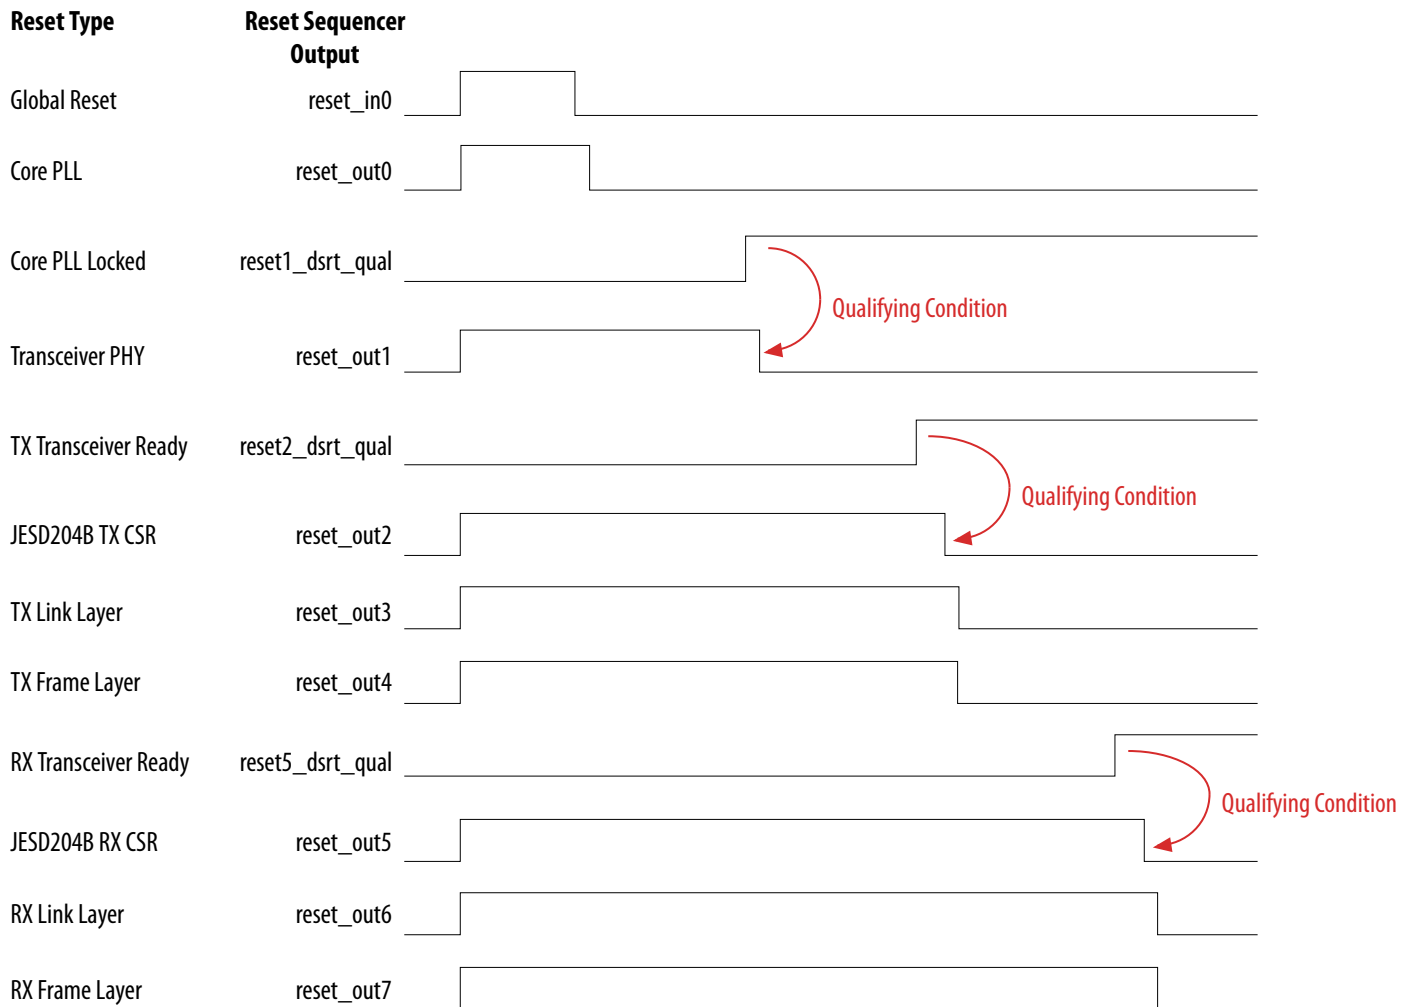 Reset Type Reset Sequencer
Output
Global Reset reset_in0
Core PLL reset_out0
Core PLL Locked reset1_dsrt_qual
Qualifying Condition
Transceiver PHY reset_out1
TX Transceiver Ready reset2_dsrt_qual
Qualifying Condition
JESD204B TX CSR reset_out2
TX Link Layer reset_out3
TX Frame Layer reset_out4
RX Transceiver Ready reset5_dsrt_qual
Qualifying Condition
JESD204B RX CSR reset_out5
RX Link Layer reset_out6
RX Frame Layer reset_out7